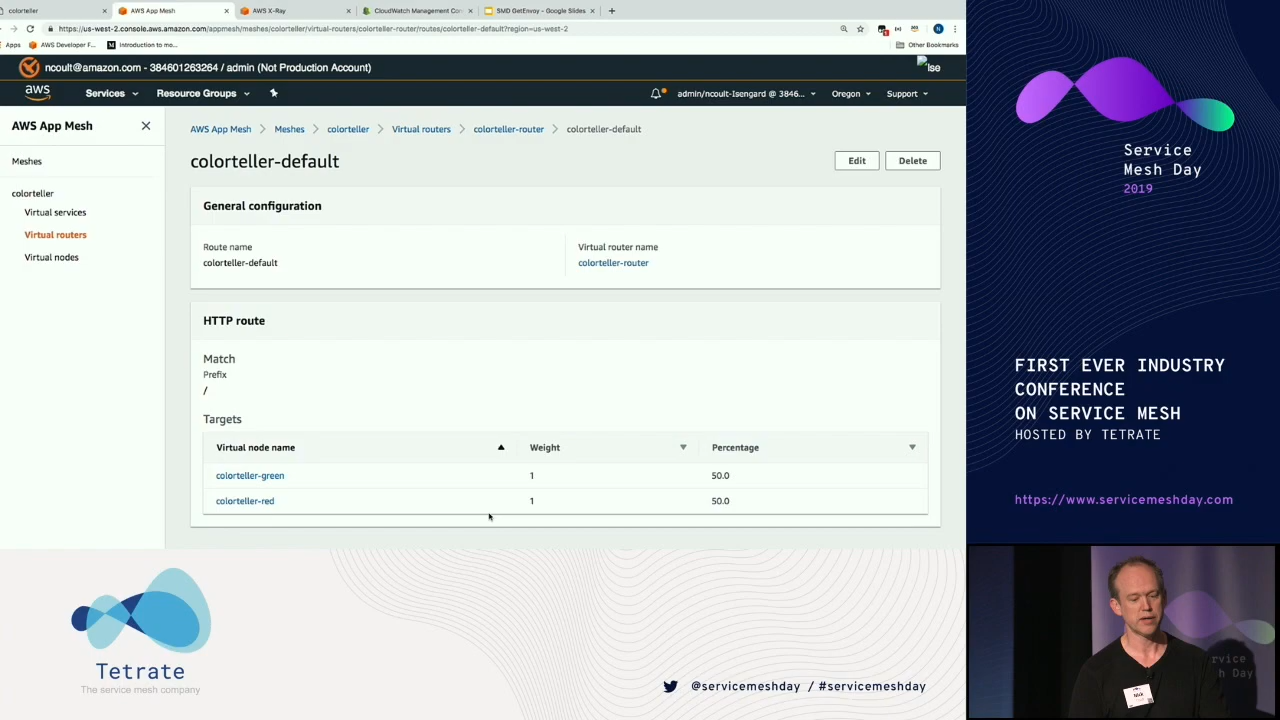 colorteller
AWS App Mesh
AWS X-Ray
CloudWatch Management Con
SMD GetEnvoy - Google Slides
https://us-west-2.console.aws.amazon.com/appmesh/meshes/colorteller/virtual-routers/colorteller-router/routes/colorteller-default?region=us-west-2
Apps
AWS Developer F...
Introduction to mo...
Other Bookmarks
ncoult@amazon.com - 384601263264 / admin (Not Production Account)
Ise
aws
Services
Resource Groups
admin/ncoult-Isengard @ 3846...
Oregon
Support
AWS App Mesh
Meshes
colorteller
Virtual services
Virtual routers
Virtual nodes
AWS App Mesh > Meshes > colorteller > Virtual routers > colorteller-router > colorteller-default
colorteller-default
Edit
Delete
General configuration
Route name
colorteller-default
Virtual router name
colorteller-router
HTTP route
Match
Prefix
/
Targets
Virtual node name
Weight
Percentage
colorteller-green
1
50.0
colorteller-red
1
50.0
Service
Mesh Day
2019
FIRST EVER INDUSTRY
CONFERENCE
ON SERVICE MESH
HOSTED BY TETRATE
https://www.servicemeshday.com
Tetrate
The service mesh company
@servicemeshday / #servicemeshday
rvice
h Day
Nick